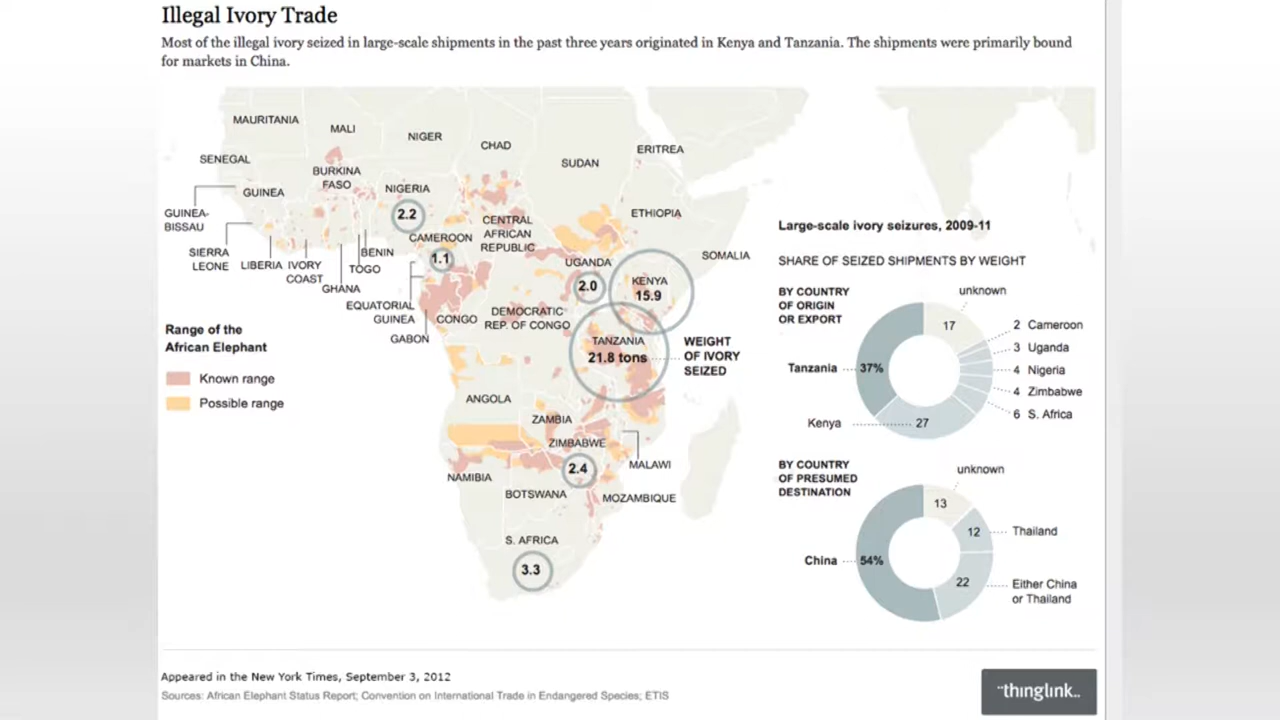 Illegal Ivory Trade
Most of the illegal ivory seized in large-scale shipments in the past three years originated in Kenya and Tanzania. The shipments were primarily bound
for markets in China.
MAURITANIA
MALI
NIGER
CHAD
SUDAN
ERITREA
SENEGAL
BURKINA
FASO
GUINEA
NIGERIA
2.2
GUINEA-
BISSAU
CENTRAL
AFRICAN
REPUBLIC
ETHIOPIA
CAMEROON
1.1
SIERRA
LEONE
LIBERIA
IVORY
COAST
GHANA
TOGO
BENIN
UGANDA
2.0
KENYA
15.9
SOMALIA
EQUATORIAL
GUINEA
GABON
CONGO
DEMOCRATIC
REP. OF CONGO
TANZANIA
21.8 tons
WEIGHT
OF IVORY
SEIZED
Range of the
African Elephant
Known range
Possible range
ANGOLA
ZAMBIA
ZIMBABWE
2.4
MALAWI
NAMIBIA
BOTSWANA
MOZAMBIQUE
S. AFRICA
3.3
Large-scale ivory seizures, 2009-11
SHARE OF SEIZED SHIPMENTS BY WEIGHT
BY COUNTRY
OF ORIGIN
OR EXPORT
unknown
17
2 Cameroon
3 Uganda
4 Nigeria
4 Zimbabwe
6 S. Africa
Tanzania 37%
Kenya 27
BY COUNTRY
OF PRESUMED
DESTINATION
unknown
13
12 Thailand
China 54%
22 Either China
or Thailand
Appeared in the New York Times, September 3, 2012
Sources: African Elephant Status Report; Convention on International Trade in Endangered Species; ETIS
¨thınglınk..